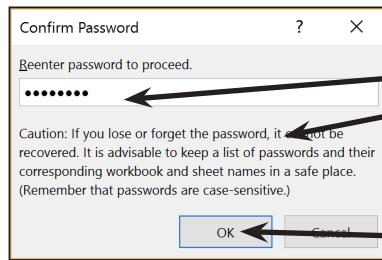 Confirm Password ? ×
Reenter password to proceed.
••••••••
Caution: If you lose or forget the password, it cannot be
recovered. It is advisable to keep a list of passwords and their
corresponding workbook and sheet names in a safe place.
(Remember that passwords are case-sensitive.)
OK Cancel